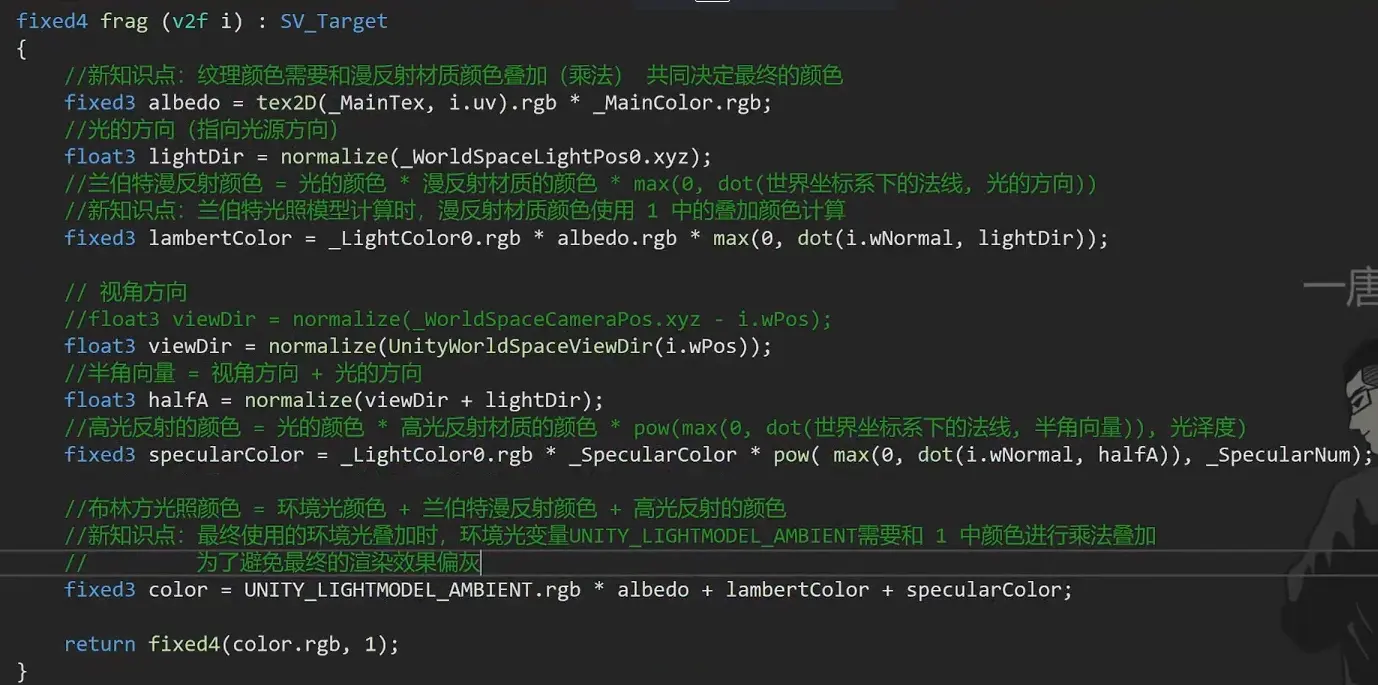 fixed4 frag (v2f i) : SV_Target
{
//新知识点：纹理颜色需要和漫反射材质颜色叠加（乘法） 共同决定最终的颜色
fixed3 albedo = tex2D(_MainTex, i.uv).rgb * _MainColor.rgb;
//光的方向（指向光源方向）
float3 lightDir = normalize(_WorldSpaceLightPos0.xyz);
//兰伯特漫反射颜色 = 光的颜色 * 漫反射材质的颜色 * max(0, dot(世界坐标系下的法线, 光的方向))
//新知识点：兰伯特光照模型计算时，漫反射材质颜色使用 1 中的叠加颜色计算
fixed3 lambertColor = _LightColor0.rgb * albedo.rgb * max(0, dot(i.wNormal, lightDir));
// 视角方向
//float3 viewDir = normalize(_WorldSpaceCameraPos.xyz - i.wPos);
float3 viewDir = normalize(UnityWorldSpaceViewDir(i.wPos));
//半角向量 = 视角方向 + 光的方向
float3 halfA = normalize(viewDir + lightDir);
//高光反射的颜色 = 光的颜色 * 高光反射材质的颜色 * pow(max(0, dot(世界坐标系下的法线, 半角向量)), 光泽度)
fixed3 specularColor = _LightColor0.rgb * _SpecularColor * pow( max(0, dot(i.wNormal, halfA)), _SpecularNum);
//布林方光照颜色 = 环境光颜色 + 兰伯特漫反射颜色 + 高光反射的颜色
//新知识点：最终使用的环境光叠加时，环境光变量UNITY_LIGHTMODEL_AMBIENT需要和 1 中颜色进行乘法叠加
// 为了避免最终的渲染效果偏灰
fixed3 color = UNITY_LIGHTMODEL_AMBIENT.rgb * albedo + lambertColor + specularColor;
return fixed4(color.rgb, 1);
}
一唐